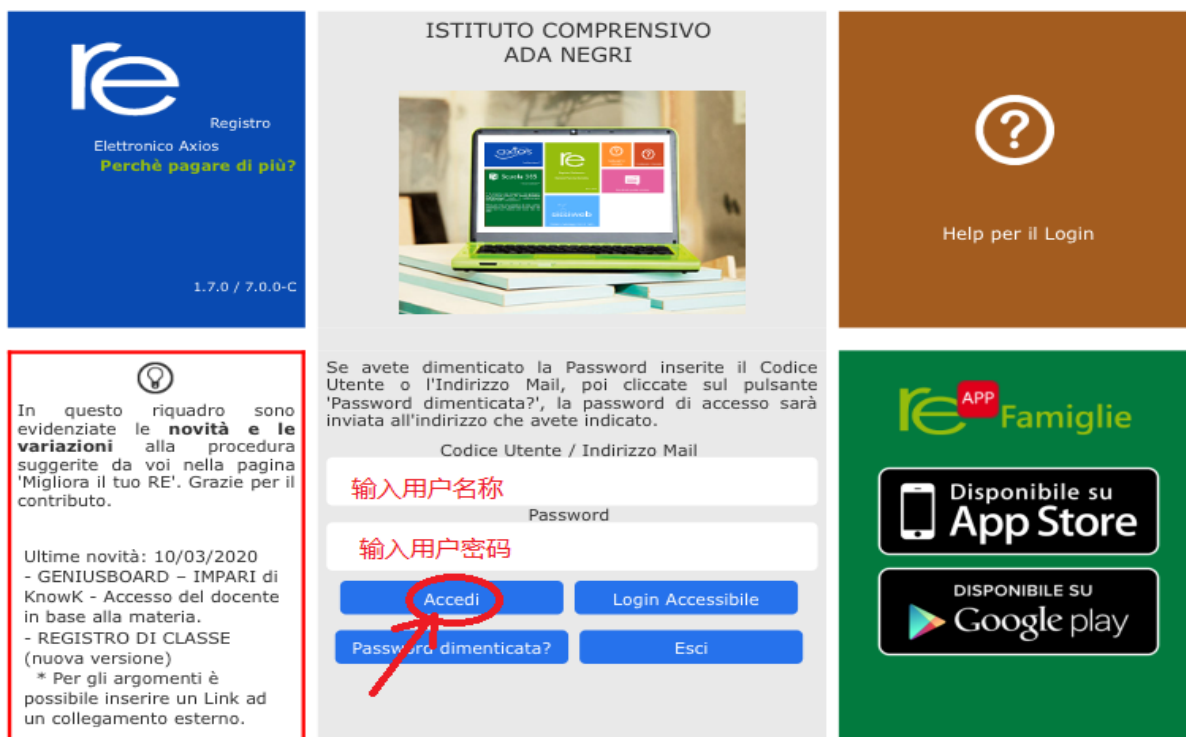 re
Registro
Elettronico Axios
Perchè pagare di più?
1.7.0 / 7.0.0-C
ISTITUTO COMPRENSIVO
ADA NEGRI
axios
re
Scuola 365
Help per il Login
In questo riquadro sono
evidenziate le novità e le
variazioni alla procedura
suggerite da voi nella pagina
'Migliora il tuo RE'. Grazie per il
contributo.
Ultime novità: 10/03/2020
- GENIUSBOARD – IMPARI di
KnowK - Accesso del docente
in base alla materia.
- REGISTRO DI CLASSE
(nuova versione)
* Per gli argomenti è
possibile inserire un Link ad
un collegamento esterno.
Se avete dimenticato la Password inserite il Codice
Utente o l'Indirizzo Mail, poi cliccate sul pulsante
'Password dimenticata?', la password di accesso sarà
inviata all'indirizzo che avete indicato.
Codice Utente / Indirizzo Mail
输入用户名称
Password
输入用户密码
Accedi
Login Accessibile
Password dimenticata?
Esci
re APP Famiglie
Disponibile su
App Store
DISPONIBILE SU
Google play